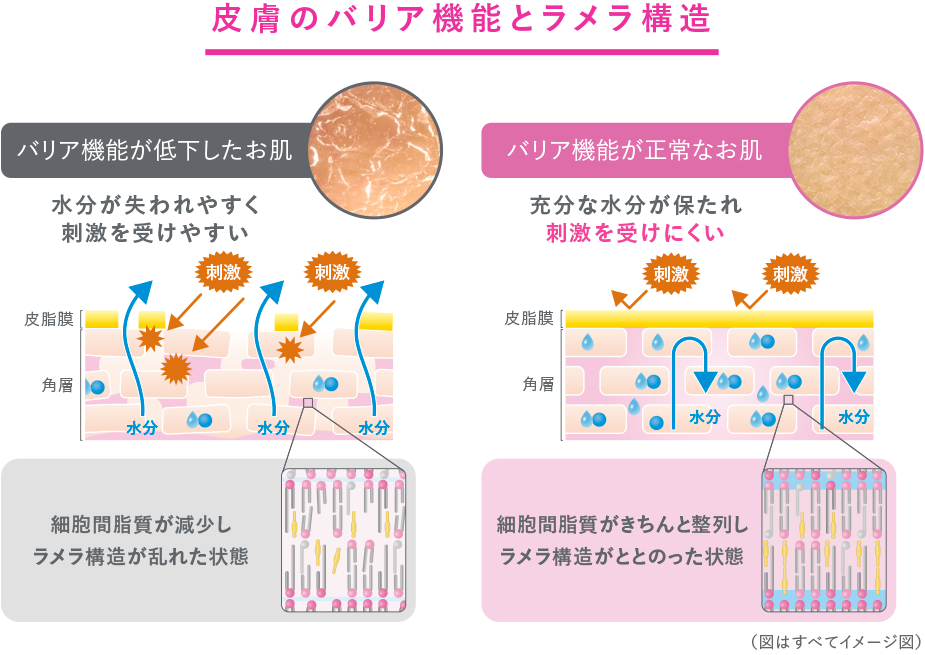 皮膚のバリア機能とラメラ構造
バリア機能が低下したお肌
水分が失われやすく
刺激を受けやすい
刺激
刺激
皮脂膜
角層
水分
水分
水分
細胞間脂質が減少し
ラメラ構造が乱れた状態
バリア機能が正常なお肌
充分な水分が保たれ
刺激を受けにくい
刺激
刺激
皮脂膜
角層
水分
水分
細胞間脂質がきちんと整列し
ラメラ構造がととのった状態
（図はすべてイメージ図）